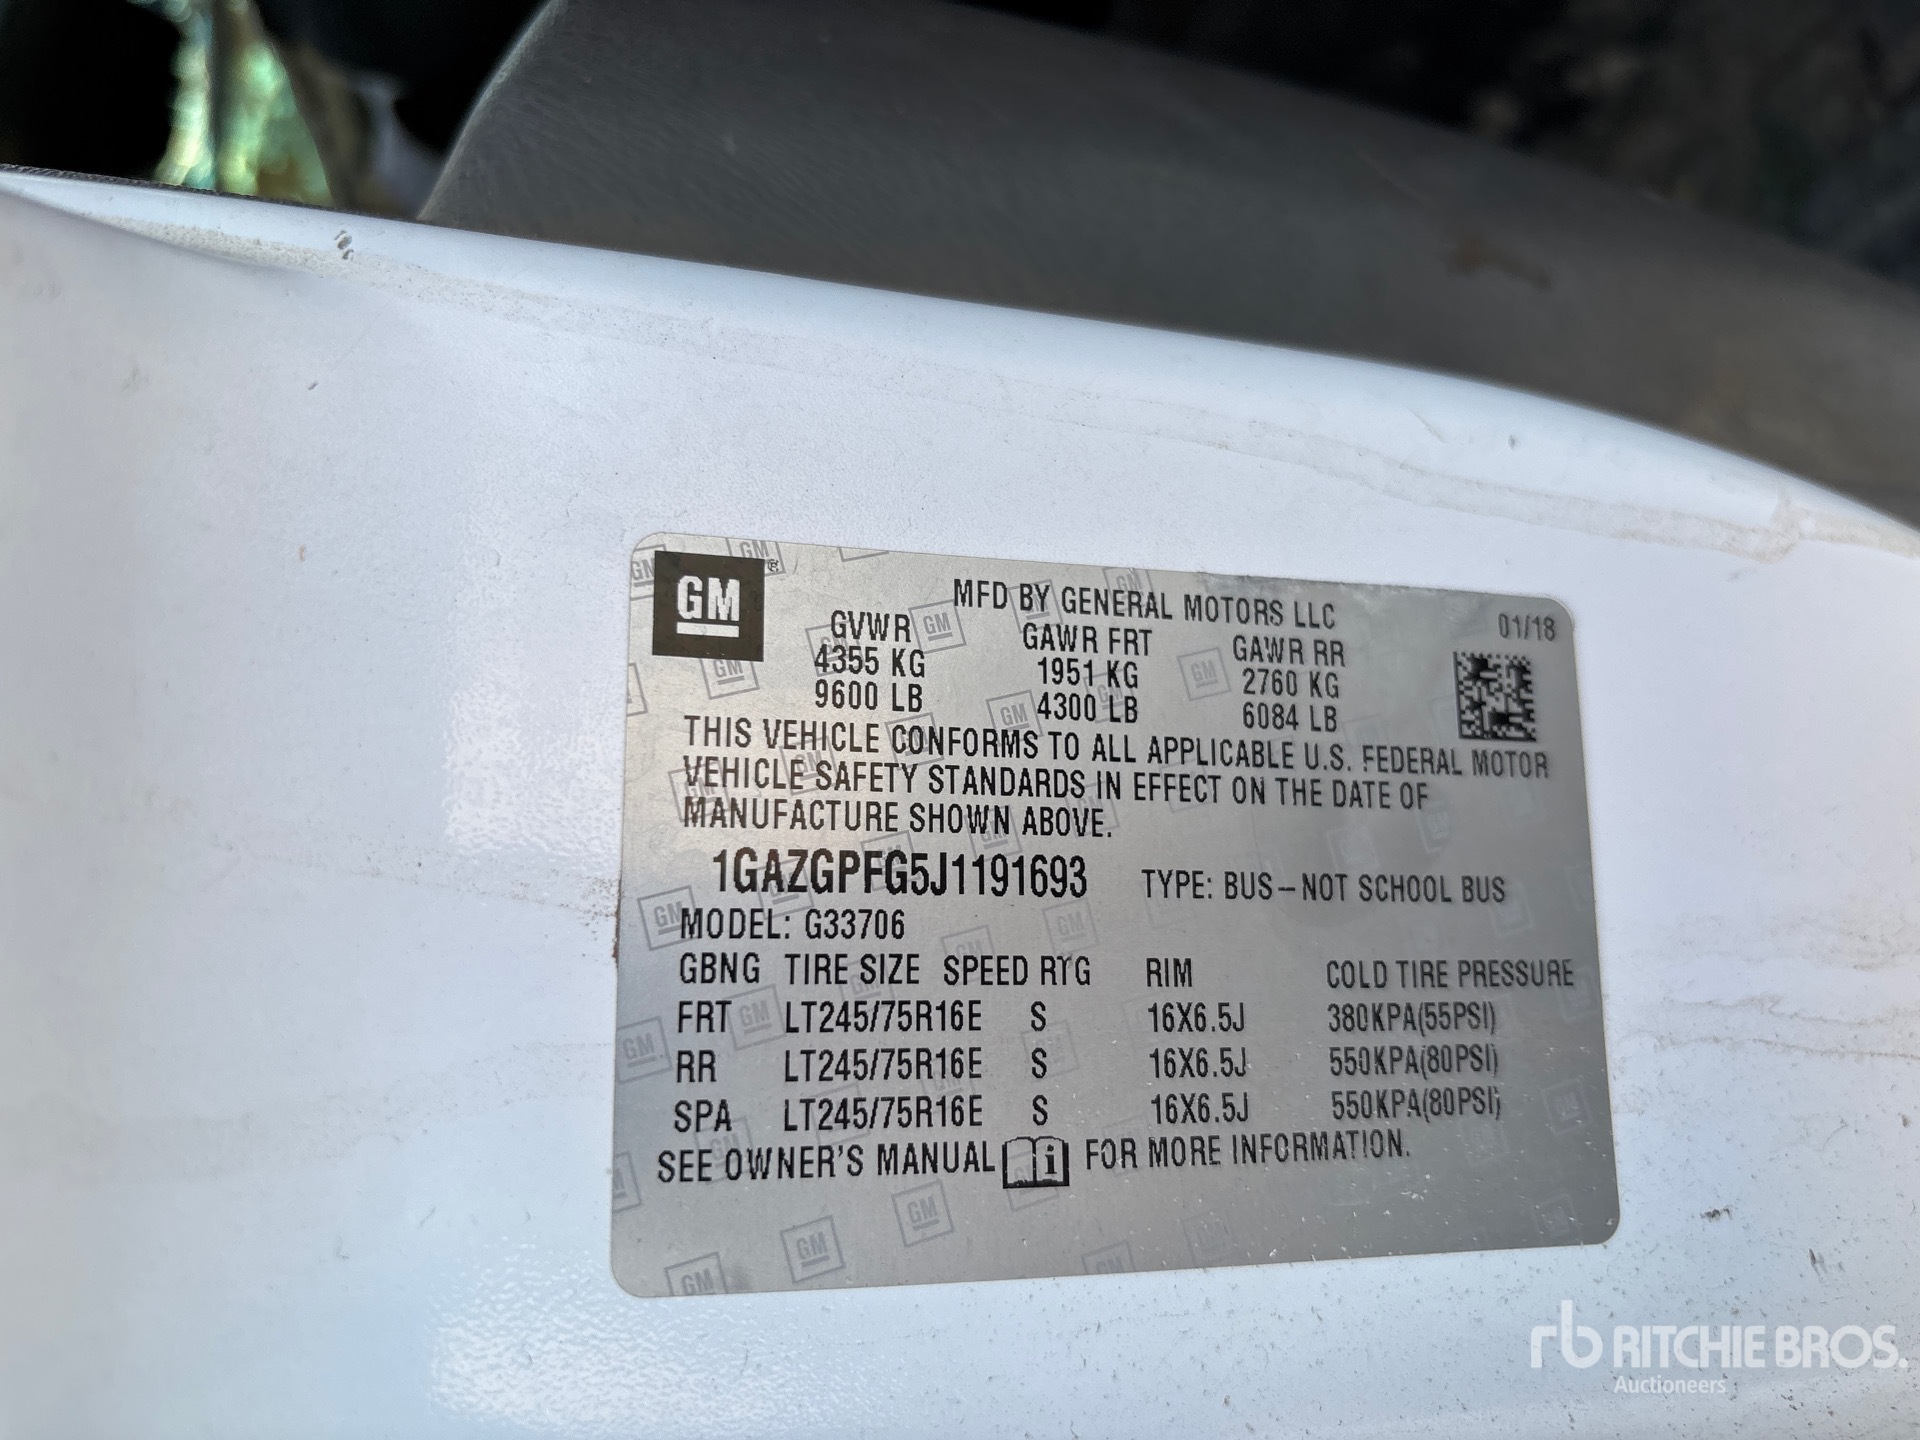 GM ®
MFD BY GENERAL MOTORS LLC 01/18
GVWR GAWR FRT GAWR RR
4355 KG 1951 KG 2760 KG
9600 LB 4300 LB 6084 LB
THIS VEHICLE CONFORMS TO ALL APPLICABLE U.S. FEDERAL MOTOR
VEHICLE SAFETY STANDARDS IN EFFECT ON THE DATE OF
MANUFACTURE SHOWN ABOVE.
1GAZGPFG5J1191693 TYPE: BUS–NOT SCHOOL BUS
MODEL: G33706
GBNG TIRE SIZE SPEED RTG RIM COLD TIRE PRESSURE
FRT LT245/75R16E S 16X6.5J 380KPA(55PSI)
RR LT245/75R16E S 16X6.5J 550KPA(80PSI)
SPA LT245/75R16E S 16X6.5J 550KPA(80PSI)
SEE OWNER'S MANUAL i FOR MORE INFORMATION.
rb RITCHIE BROS.
Auctioneers